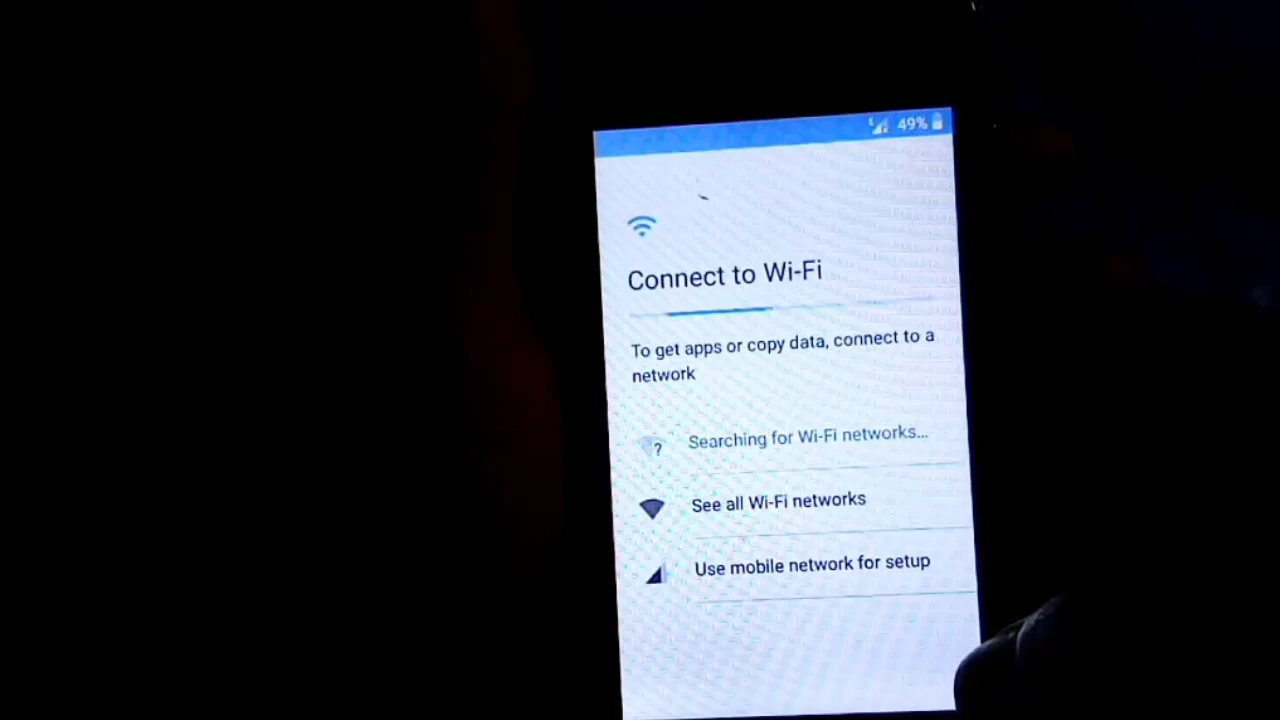 49%
Connect to Wi-Fi
To get apps or copy data, connect to a
network
Searching for Wi-Fi networks...
See all Wi-Fi networks
Use mobile network for setup